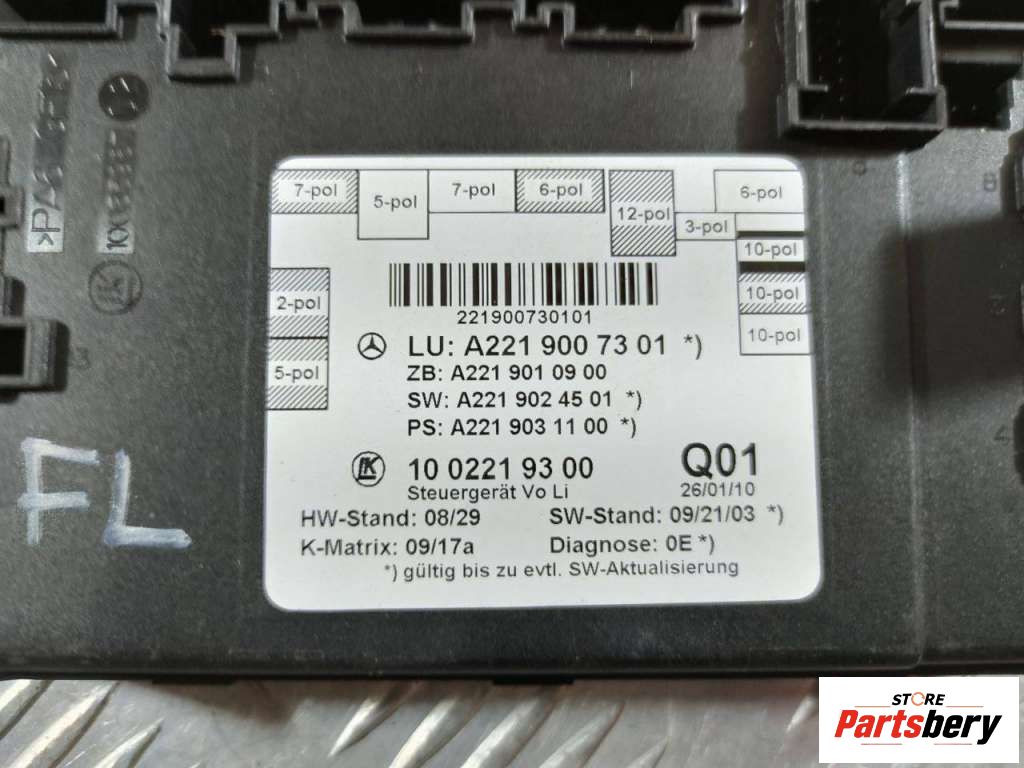 7-pol
5-pol
7-pol
6-pol
12-pol
3-pol
6-pol
10-pol
10-pol
10-pol
2-pol
5-pol
221900730101
LU: A221 900 73 01 *)
ZB: A221 901 09 00
SW: A221 902 45 01 *)
PS: A221 903 11 00 *)
LK
10 0221 93 00
Q01
Steuergerät Vo Li
26/01/10
HW-Stand: 08/29
SW-Stand: 09/21/03 *)
K-Matrix: 09/17a
Diagnose: 0E *)
*) gültig bis zu evtl. SW-Aktualisierung
FL
3
8
4
STORE
Partsbery